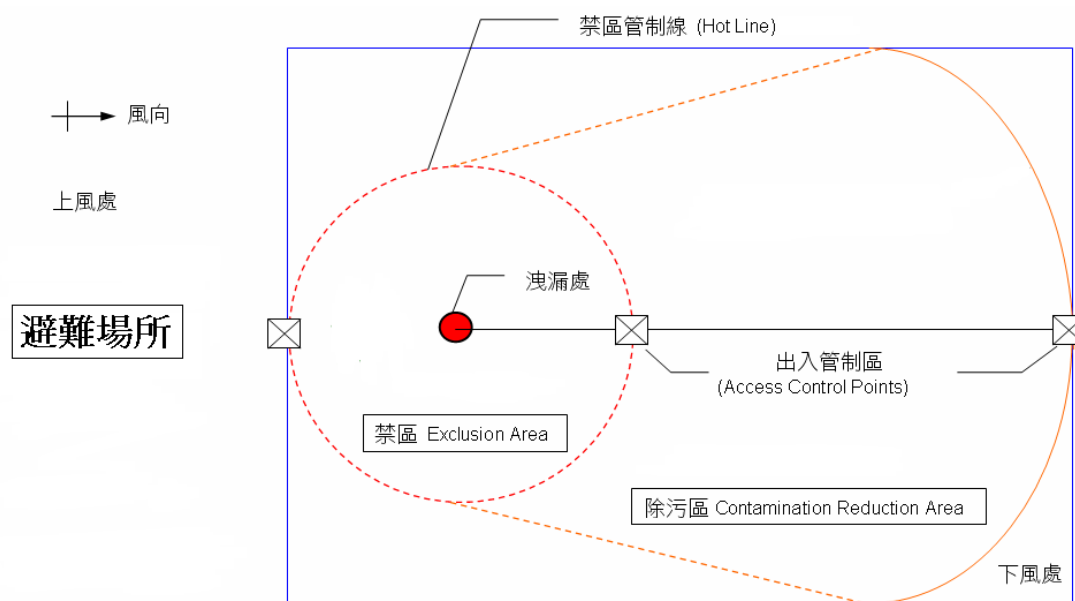 禁區管制線 (Hot Line)
風向
上風處
洩漏處
避難場所
出入管制區
(Access Control Points)
禁區 Exclusion Area
除污區 Contamination Reduction Area
下風處